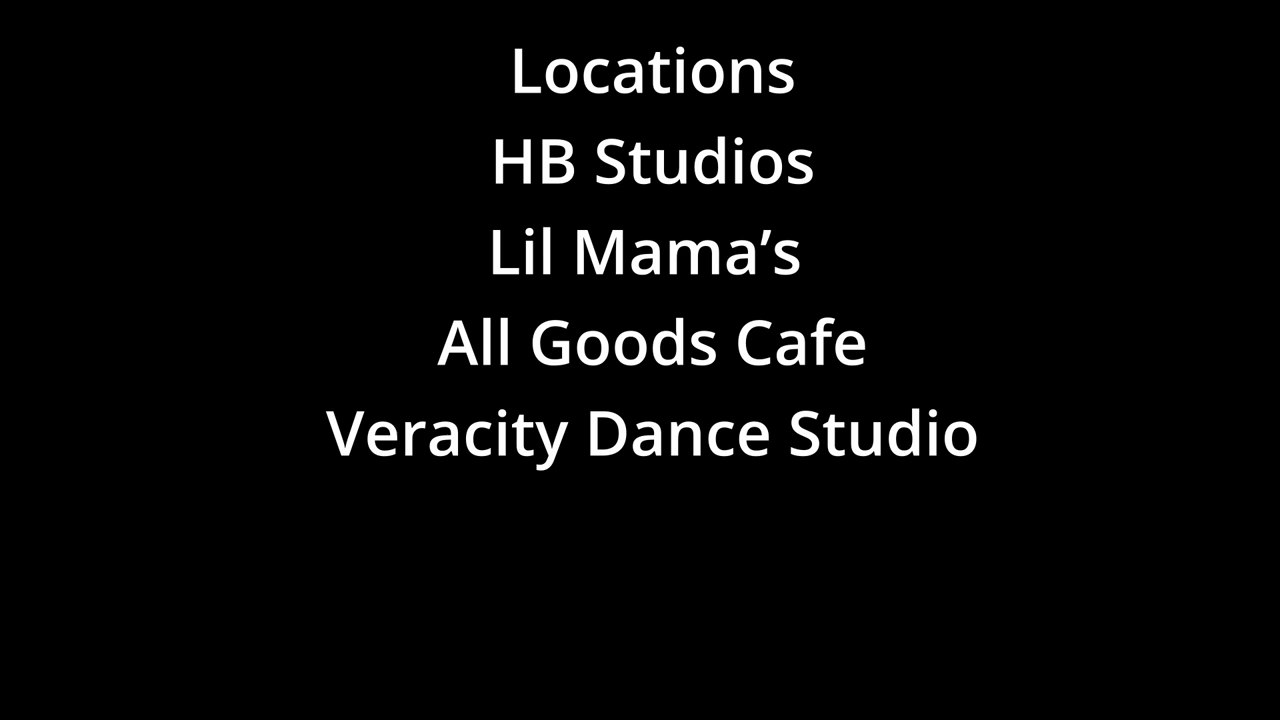 Locations
HB Studios
Lil Mama’s
All Goods Cafe
Veracity Dance Studio